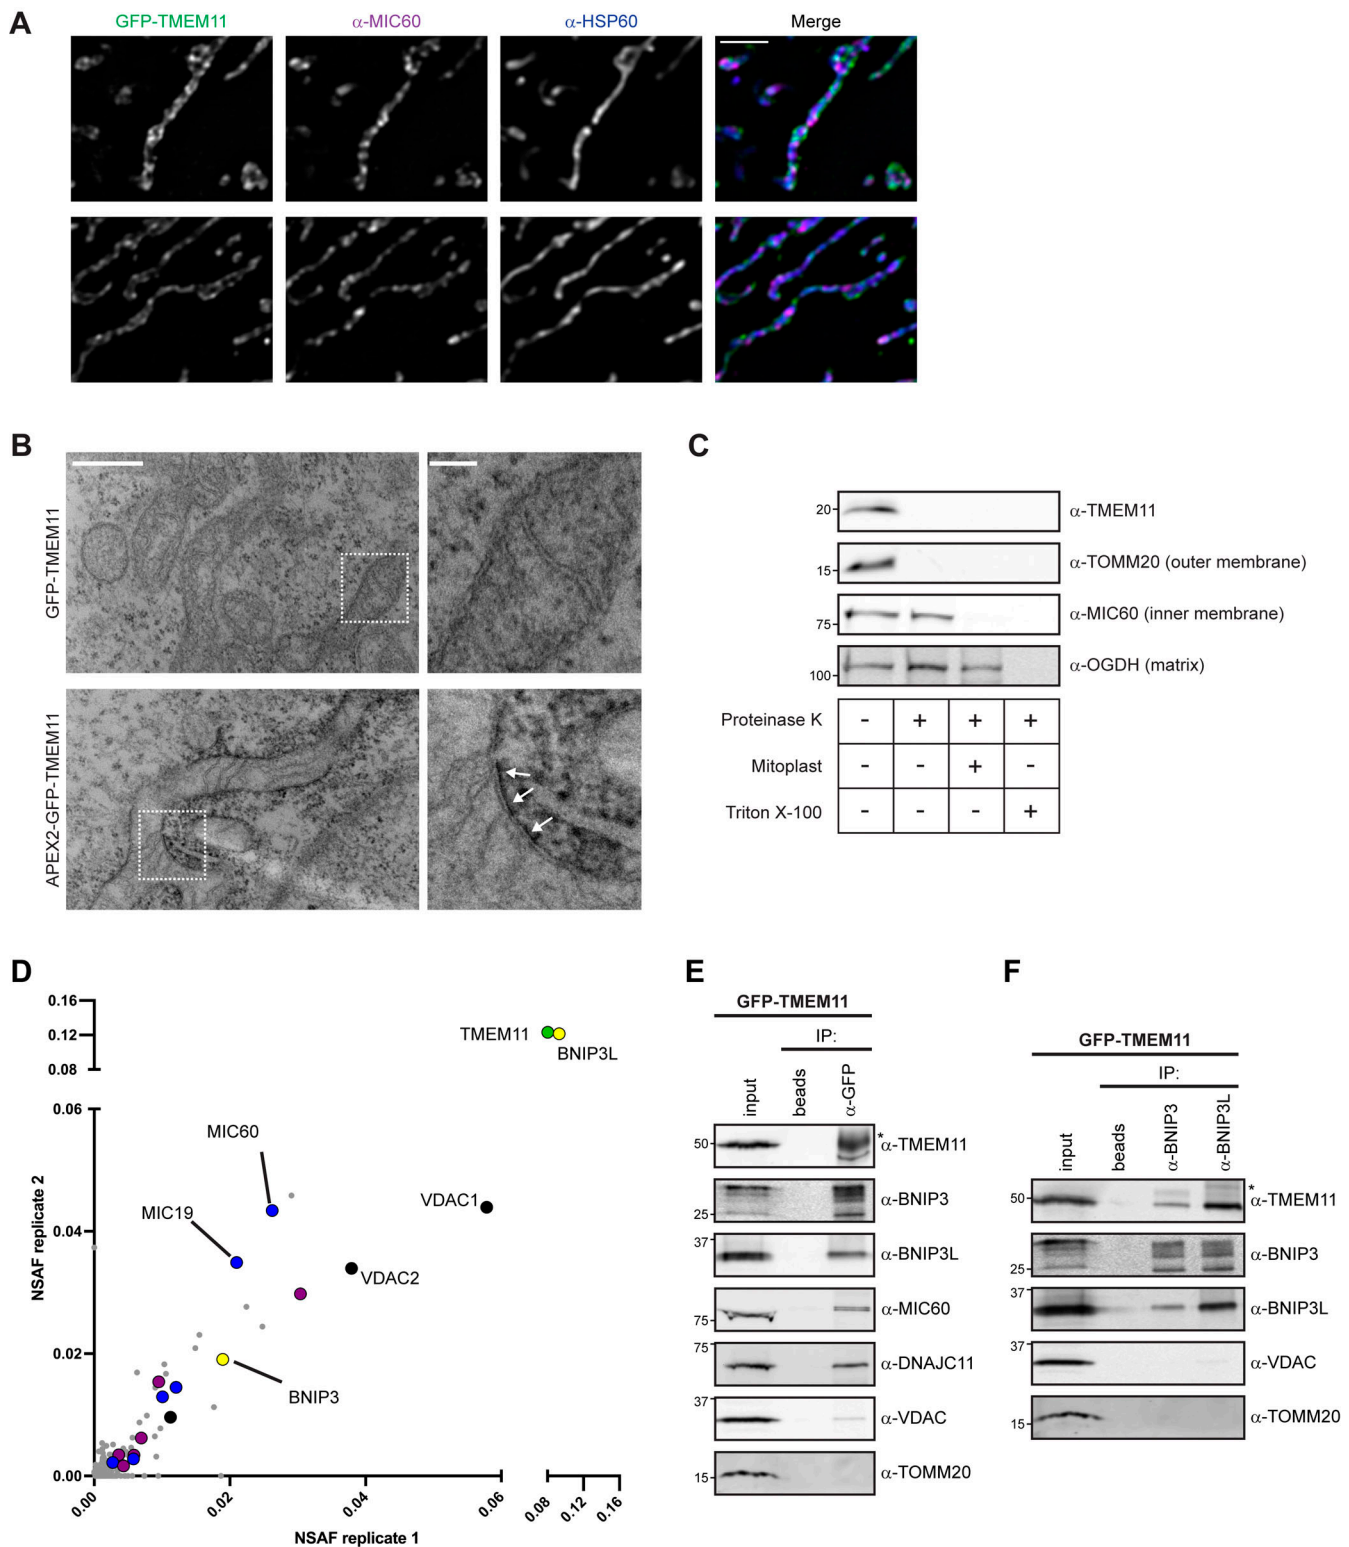 A
GFP-TMEM11 α-MIC60 α-HSP60 Merge
B
GFP-TMEM11
APEX2-GFP-TMEM11
C
20 α-TMEM11
15 α-TOMM20 (outer membrane)
75 α-MIC60 (inner membrane)
100 α-OGDH (matrix)
Proteinase K - + + +
Mitoplast - - + -
Triton X-100 - - - +
D
NSAF replicate 2
0.16
0.12
0.08
0.06
0.04
0.02
0.00
TMEM11
BNIP3L
MIC60
MIC19
VDAC1
VDAC2
BNIP3
0.00 0.02 0.04 0.06 0.08 0.12 0.16
NSAF replicate 1
E
GFP-TMEM11
IP:
input beads α-GFP
50 * α-TMEM11
25 α-BNIP3
37 α-BNIP3L
75 α-MIC60
75 α-DNAJC11
37 α-VDAC
15 α-TOMM20
F
GFP-TMEM11
IP:
input beads α-BNIP3 α-BNIP3L
50 * α-TMEM11
25 α-BNIP3
37 α-BNIP3L
37 α-VDAC
15 α-TOMM20